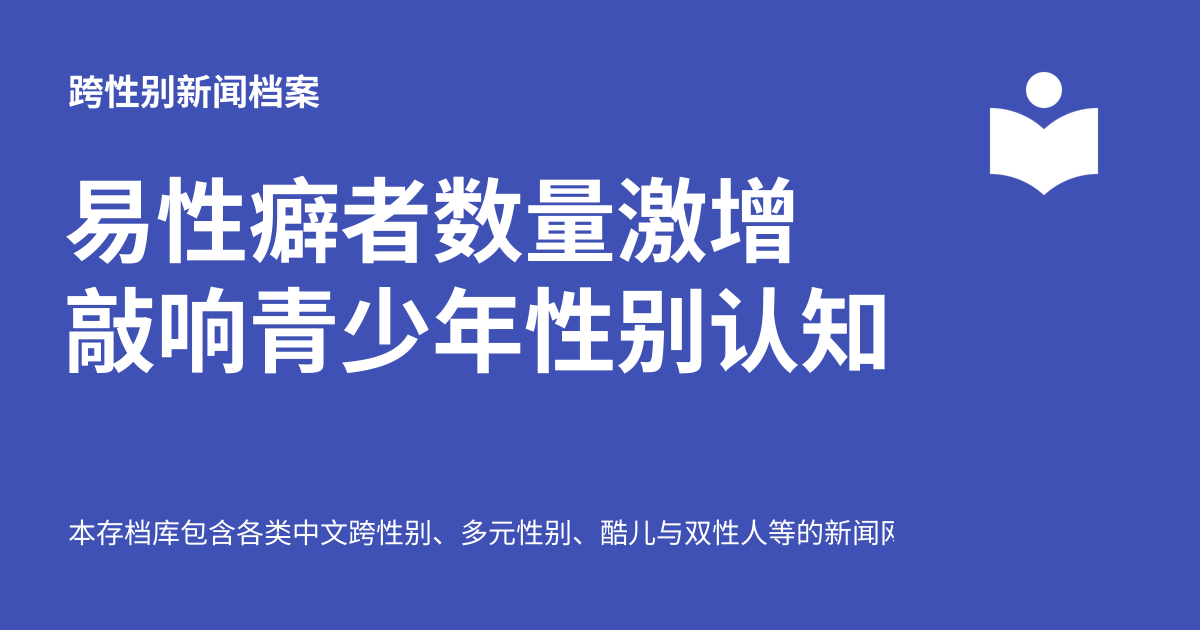 跨性别新闻档案
易性癖者数量激增
敲响青少年性别认知
本存档库包含各类中文跨性别、多元性别、酷儿与双性人等的新闻网